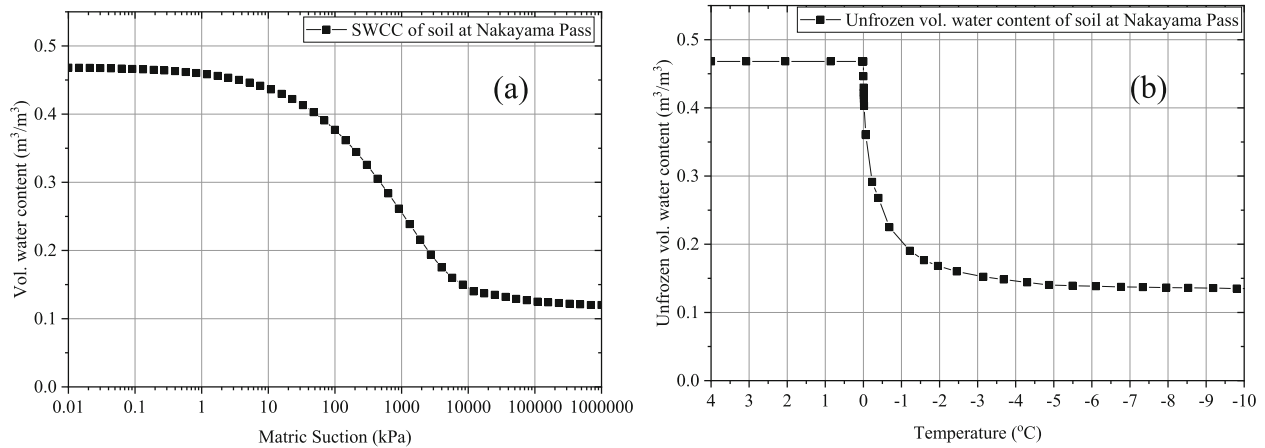 SWCC of soil at Nakayama Pass
(a)
Vol. water content (m³/m³)
0.5
0.4
0.3
0.2
0.1
0.0
0.01 0.1 1 10 100 1000 10000 100000 1000000
Matric Suction (kPa)
Unfrozen vol. water content of soil at Nakayama Pass
(b)
Unfrozen vol. water content (m³/m³)
0.5
0.4
0.3
0.2
0.1
0.0
4 3 2 1 0 -1 -2 -3 -4 -5 -6 -7 -8 -9 -10
Temperature (°C)